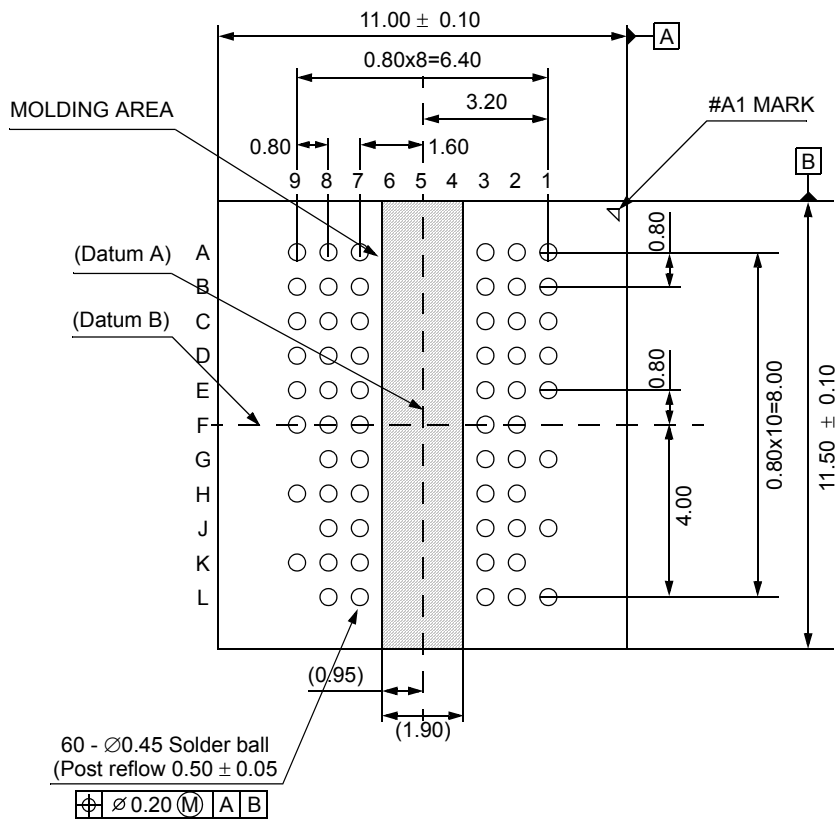 11.00 ± 0.10
A
0.80x8=6.40
MOLDING AREA
3.20
#A1 MARK
0.80
1.60
B
9 8 7 6 5 4 3 2 1
(Datum A)
(Datum B)
A
B
C
D
E
F
G
H
J
K
L
0.80
0.80
4.00
0.80x10=8.00
11.50 ± 0.10
(0.95)
(1.90)
60 - ∅0.45 Solder ball
(Post reflow 0.50 ± 0.05
⌀ 0.20 Ⓜ A B